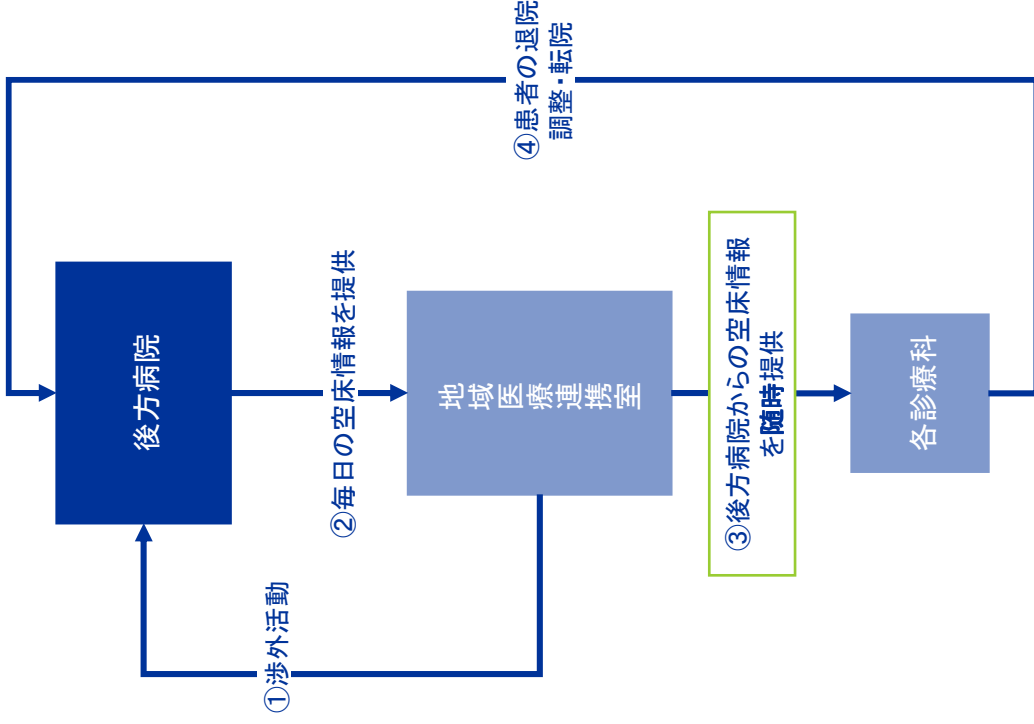 ①渉外活動
後方病院
②毎日の空床情報を提供
地域医療連携室
③後方病院からの空床情報
を随時提供
各診療科
④患者の退院
調整・転院